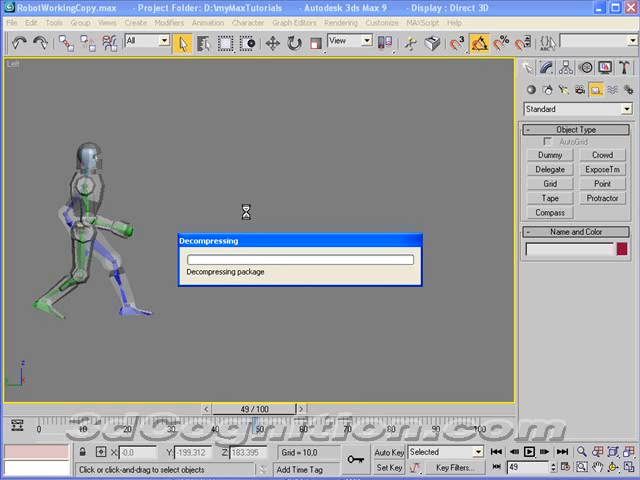 RobotWorkingCopy.max - Project Folder: D:\myMaxTutorials - Autodesk 3ds Max 9 - Display : Direct 3D
File Edit Tools Group Views Create Modifiers Animation Character Graph Editors Rendering Customize MAXScript Help
All
View
Left
Standard
- Object Type
AutoGrid
Dummy Crowd
Delegate ExposeTm
Grid Point
Tape Protractor
Compass
- Name and Color
Decompressing
Decompressing package
z
49 / 100
0 10 20 30 40 50 60 70 80 90 100
3dCognition.com
X: -0,0 Y: -199,312 Z: 183,395 Grid = 10,0
Auto Key Selected
Click or click-and-drag to select objects
Add Time Tag
Set Key Key Filters...
49